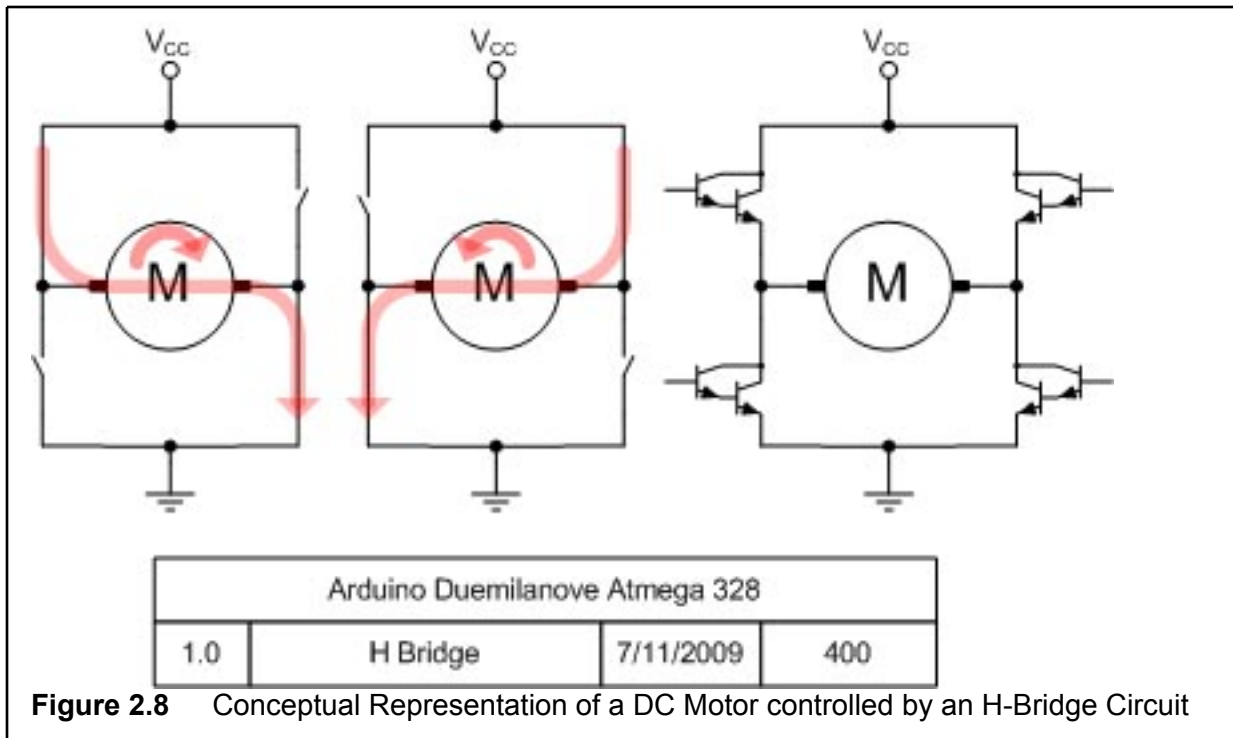 VCC
VCC
VCC
M
M
M
Arduino Duemilanove Atmega 328
1.0 H Bridge 7/11/2009 400
Figure 2.8 Conceptual Representation of a DC Motor controlled by an H-Bridge Circuit